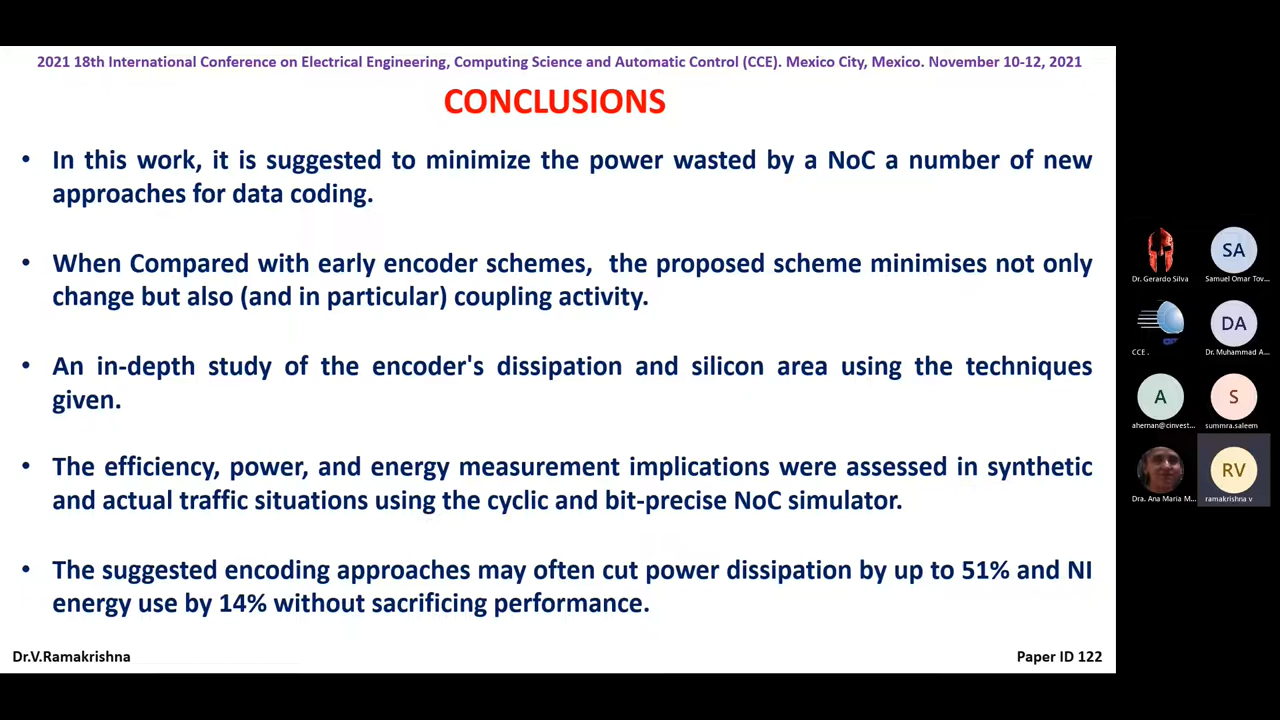 2021 18th International Conference on Electrical Engineering, Computing Science and Automatic Control (CCE). Mexico City, Mexico. November 10-12, 2021
CONCLUSIONS
• In this work, it is suggested to minimize the power wasted by a NoC a number of new
approaches for data coding.
• When Compared with early encoder schemes, the proposed scheme minimises not only
change but also (and in particular) coupling activity.
• An in-depth study of the encoder's dissipation and silicon area using the techniques
given.
• The efficiency, power, and energy measurement implications were assessed in synthetic
and actual traffic situations using the cyclic and bit-precise NoC simulator.
• The suggested encoding approaches may often cut power dissipation by up to 51% and NI
energy use by 14% without sacrificing performance.
Dr.V.Ramakrishna
Paper ID 122
SA
Dr. Gerardo Silva
Samuel Omar Tov...
DA
CCE .
Dr. Muhammad A...
A
S
ahernan@cinvest...
summra.saleem
RV
Dra. Ana Maria M...
ramakrishna v